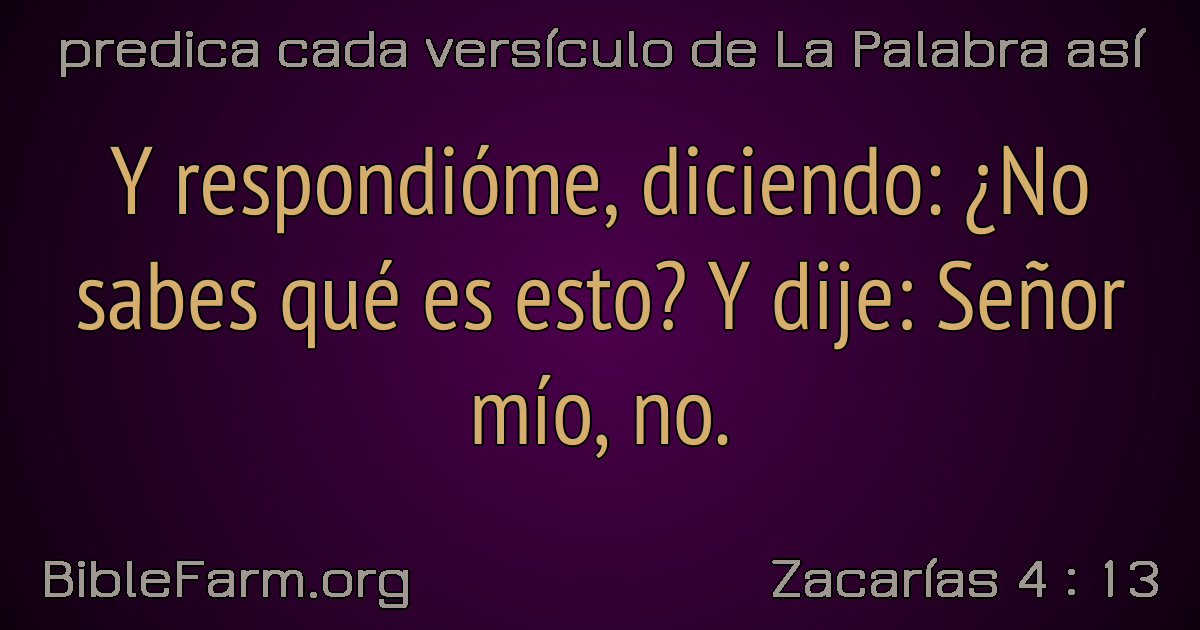 predica cada versículo de La Palabra así
Y respondióme, diciendo: ¿No
sabes qué es esto? Y dije: Señor
mío, no.
BibleFarm.org
Zacarías 4 : 13